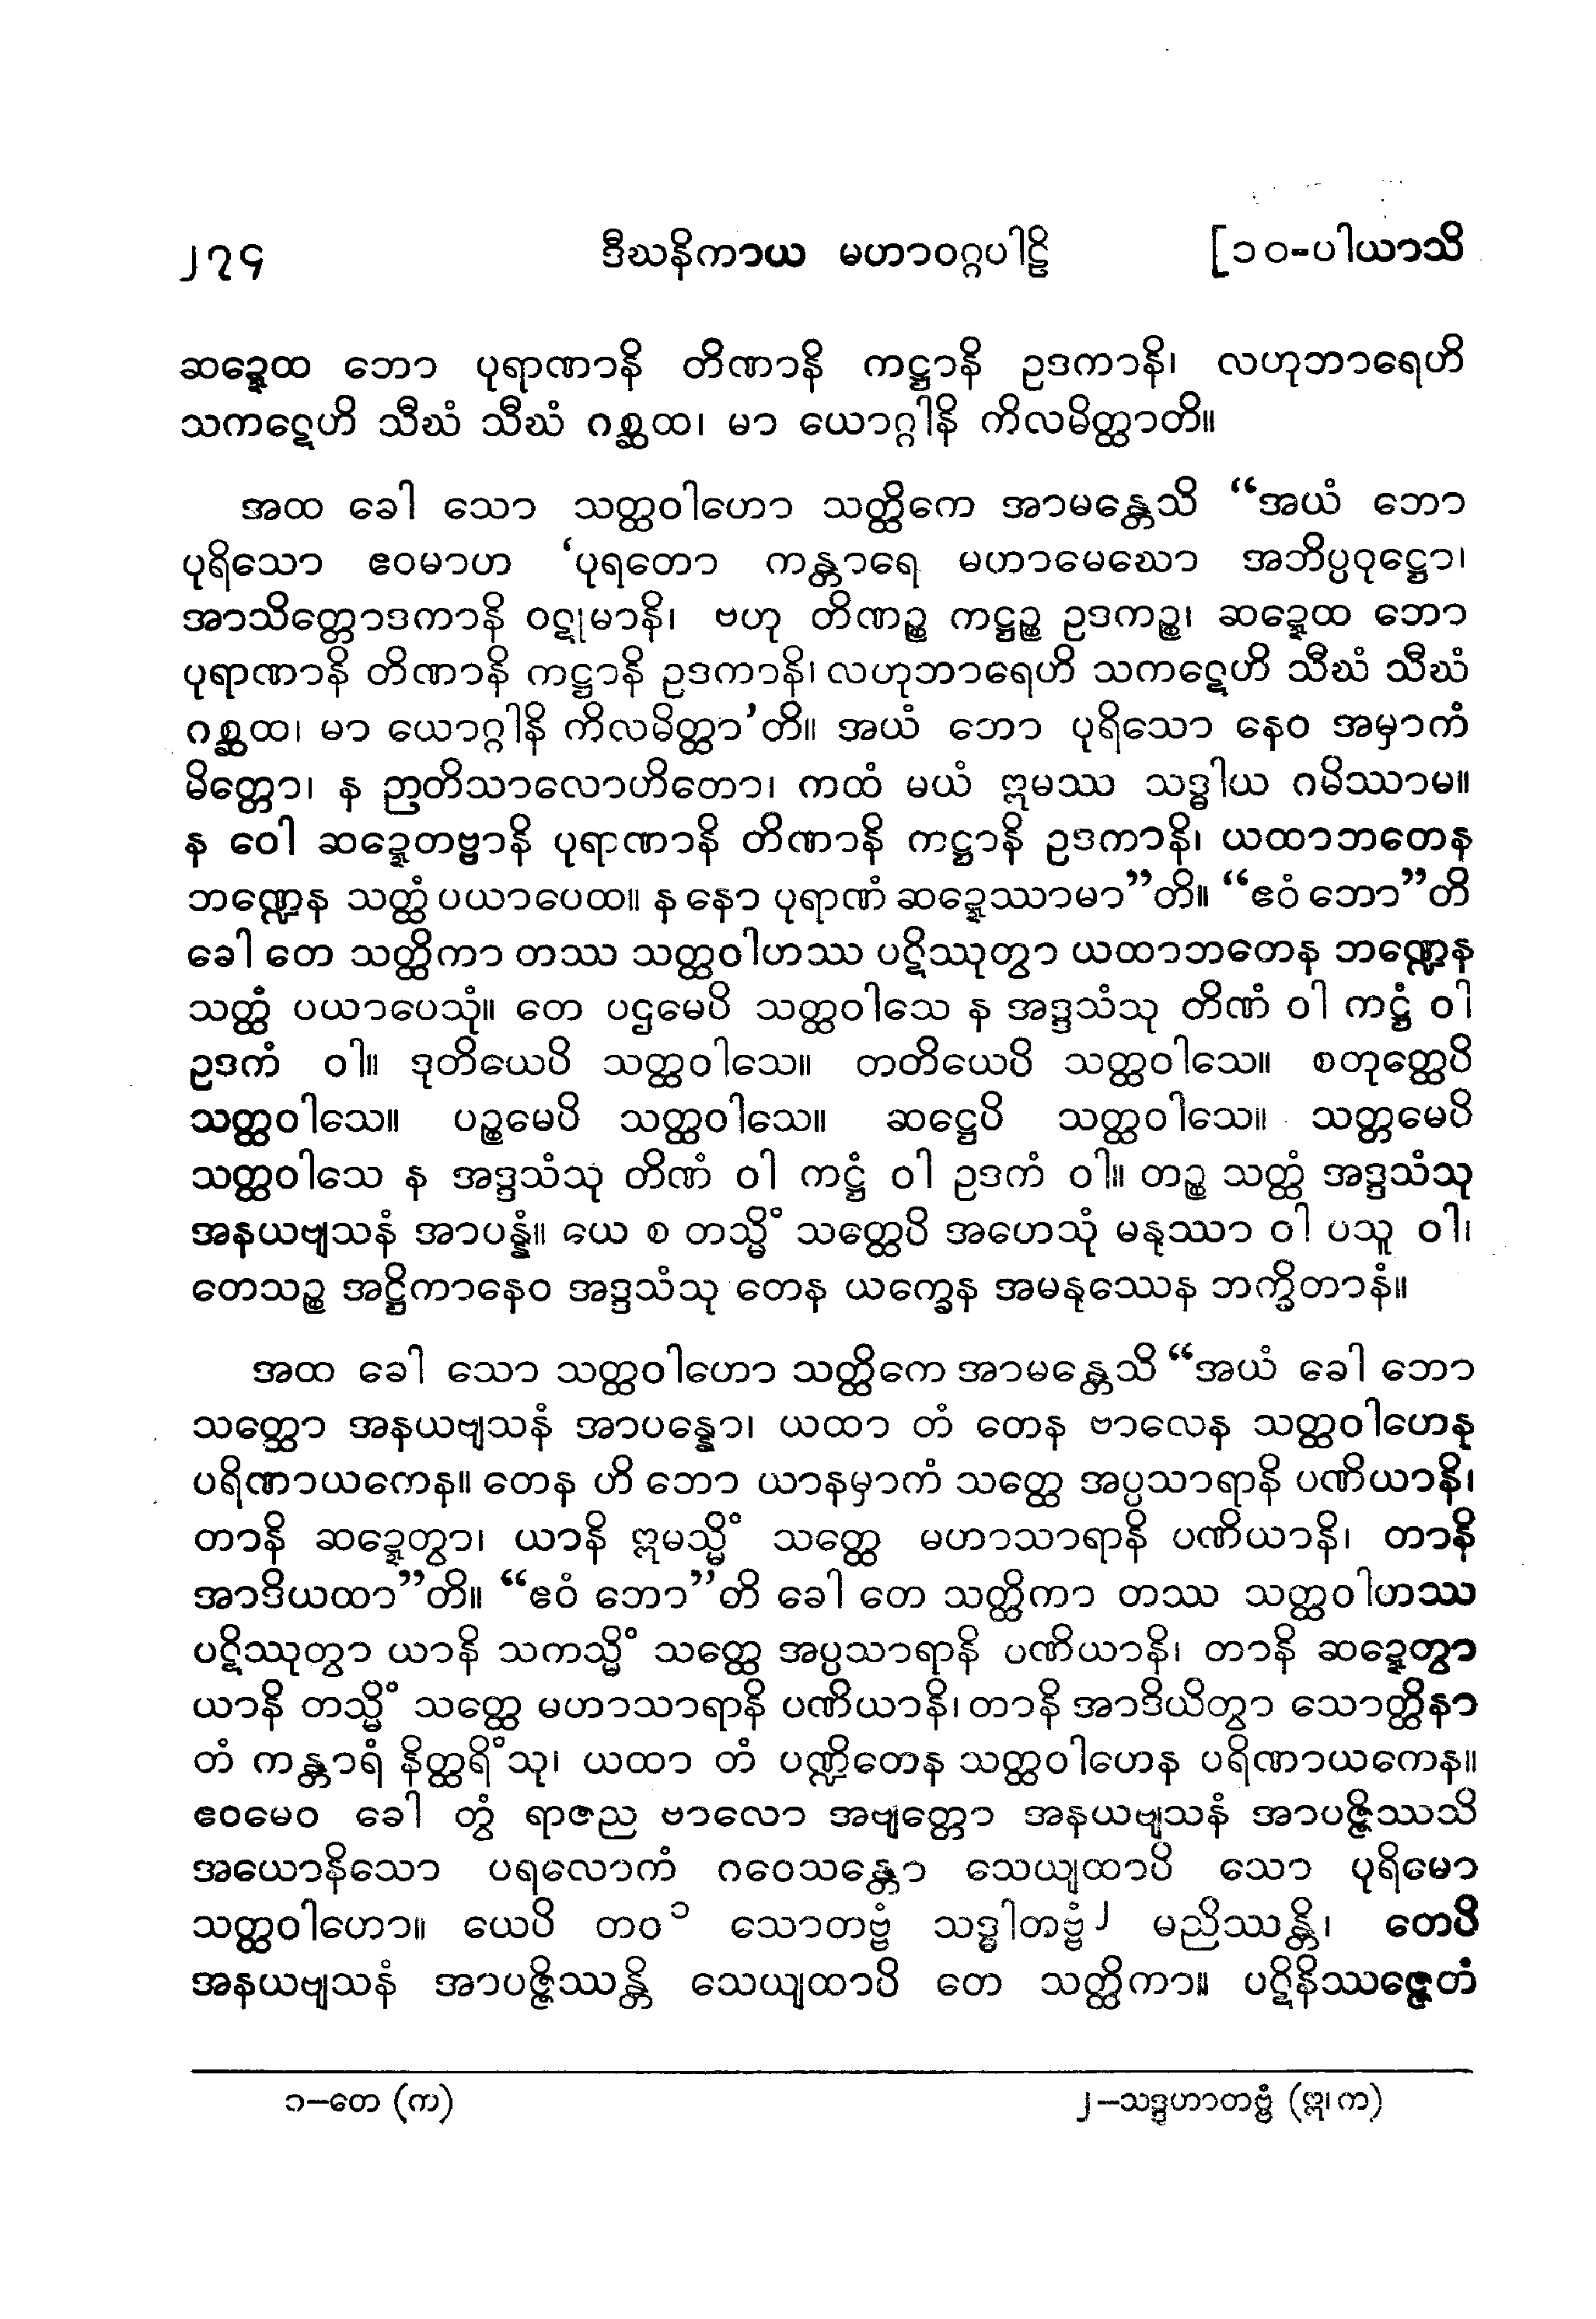 ၂၇၄ ဒီဃနိကာယ မဟာဝဂ္ဂပါဠိ [၁၀-ပါယာသိ
ဆဍ္ဍေထ ဘော ပုရာဏာနိ တိဏာနိ ကဋ္ဌာနိ ဥဒကာနိ၊ လဟုဘာရေဟိ
သကဋေဟိ သီဃံ သီဃံ ဂစ္ဆထ၊ မာ ယောဂ္ဂါနိ ကိလမိတ္ထာတိ။
အထ ခေါ သော သတ္ထဝါဟော သတ္ထိကေ အာမန္တေသိ “အယံ ဘော
ပုရိသော ဧဝမာဟ ‘ပုရတော ကန္တာရေ မဟာမေဃော အဘိပ္ပဝုဋ္ဌော၊
အာသိတ္တောဒကာနိ ဝဋုမာနိ၊ ဗဟု တိဏဉ္စ ကဋ္ဌဉ္စ ဥဒကဉ္စ၊ ဆဍ္ဍေထ ဘော
ပုရာဏာနိ တိဏာနိ ကဋ္ဌာနိ ဥဒကာနိ၊ လဟုဘာရေဟိ သကဋေဟိ သီဃံ သီဃံ
ဂစ္ဆထ၊ မာ ယောဂ္ဂါနိ ကိလမိတ္ထာ’တိ။ အယံ ဘော ပုရိသော နေဝ အမှာကံ
မိတ္တော၊ န ဉာတိသာလောဟိတော၊ ကထံ မယံ ဣမဿ သဒ္ဓါယ ဂမိဿာမ။
န ဝေါ ဆဍ္ဍေတဗ္ဗာနိ ပုရာဏာနိ တိဏာနိ ကဋ္ဌာနိ ဥဒကာနိ၊ ယထာဘတေန
ဘဏ္ဍေန သတ္ထံ ပယာပေထ။ န နော ပုရာဏံ ဆဍ္ဍေဿာမာ”တိ။ “ဧဝံ ဘော”တိ
ခေါ တေ သတ္ထိကာ တဿ သတ္ထဝါဟဿ ပဋိဿုတွာ ယထာဘတေန ဘဏ္ဍေန
သတ္ထံ ပယာပေသုံ။ တေ ပဌမေပိ သတ္ထဝါသေ န အဒ္ဒသံသု တိဏံ ဝါ ကဋ္ဌံ ဝါ
ဥဒကံ ဝါ။ ဒုတိယေပိ သတ္ထဝါသေ။ တတိယေပိ သတ္ထဝါသေ။ စတုတ္ထေပိ
သတ္ထဝါသေ။ ပဉ္စမေပိ သတ္ထဝါသေ။ ဆဋ္ဌေပိ သတ္ထဝါသေ။ သတ္တမေပိ
သတ္ထဝါသေ န အဒ္ဒသံသု တိဏံ ဝါ ကဋ္ဌံ ဝါ ဥဒကံ ဝါ။ တဉ္စ သတ္ထံ အဒ္ဒသံသု
အနယဗျသနံ အာပန္နံ။ ယေ စ တသ္မိံ သတ္ထေပိ အဟေသုံ မနုဿာ ဝါ ပသူ ဝါ၊
တေသဉ္စ အဋ္ဌိကာနေဝ အဒ္ဒသံသု တေန ယက္ခေန အမနုဿေန ဘက္ခိတာနံ။
အထ ခေါ သော သတ္ထဝါဟော သတ္ထိကေ အာမန္တေသိ “အယံ ခေါ ဘော
သတ္ထော အနယဗျသနံ အာပန္နော၊ ယထာ တံ တေန ဗာလေန သတ္ထဝါဟေန
ပရိဏာယကေန။ တေန ဟိ ဘော ယာနမှာကံ သတ္ထေ အပ္ပသာရာနိ ပဏိယာနိ၊
တာနိ ဆဍ္ဍေတွာ၊ ယာနိ ဣမသ္မိံ သတ္ထေ မဟာသာရာနိ ပဏိယာနိ၊ တာနိ
အာဒိယထာ”တိ။ “ဧဝံ ဘော”တိ ခေါ တေ သတ္ထိကာ တဿ သတ္ထဝါဟဿ
ပဋိဿုတွာ ယာနိ သကသ္မိံ သတ္ထေ အပ္ပသာရာနိ ပဏိယာနိ၊ တာနိ ဆဍ္ဍေတွာ
ယာနိ တသ္မိံ သတ္ထေ မဟာသာရာနိ ပဏိယာနိ၊ တာနိ အာဒိယိတွာ သောတ္ထိနာ
တံ ကန္တာရံ နိတ္ထရိံသု၊ ယထာ တံ ပဏ္ဍိတေန သတ္ထဝါဟေန ပရိဏာယကေန။
ဧဝမေဝ ခေါ တွံ ရာဇည ဗာလော အဗျတ္တော အနယဗျသနံ အာပဇ္ဇိဿသိ
အယောနိသော ပရလောကံ ဂဝေသန္တော သေယျထာပိ သော ပုရိမော
သတ္ထဝါဟော။ ယေပိ တဝ၁ သောတဗ္ဗံ သဒ္ဓါတဗ္ဗံ၂ မညိဿန္တိ၊ တေပိ
အနယဗျသနံ အာပဇ္ဇိဿန္တိ သေယျထာပိ တေ သတ္ထိကာ။ ပဋိနိဿဇ္ဇေတံ
၁–တေ (က) ၂–သဒ္ဒဟာတဗ္ဗံ (ဣ၊ က)